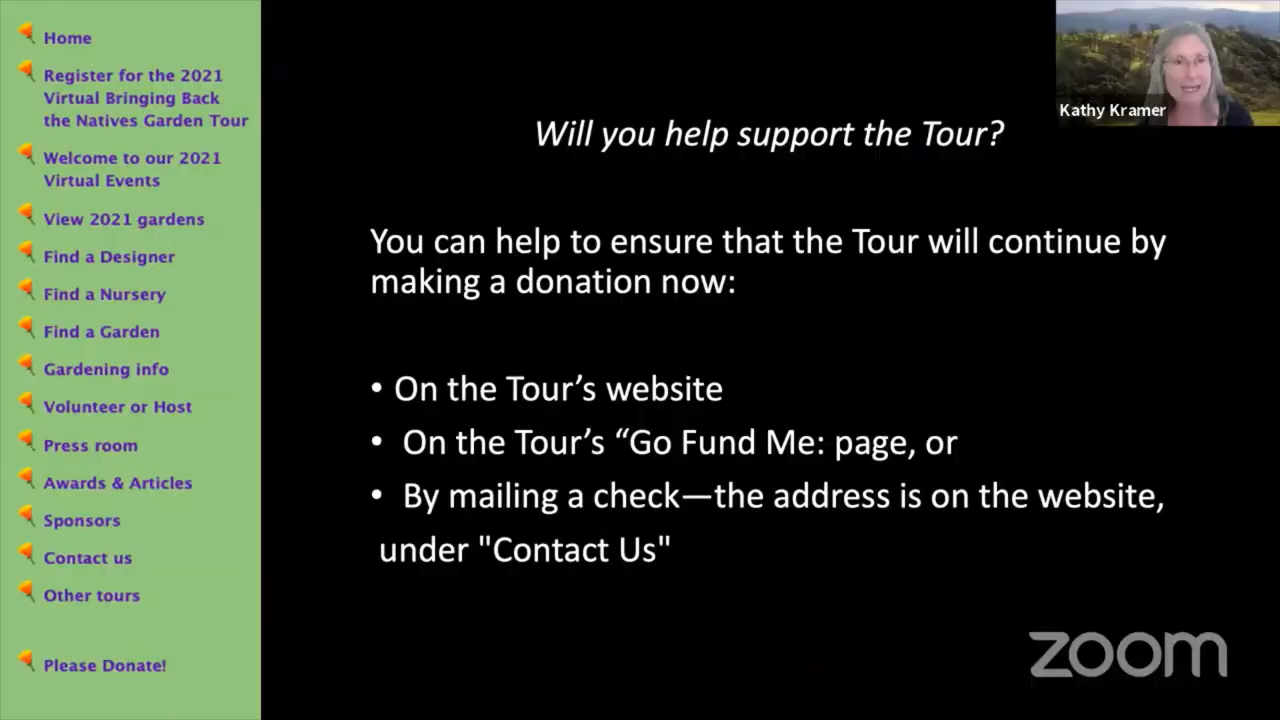 Home
Register for the 2021
Virtual Bringing Back
the Natives Garden Tour
Welcome to our 2021
Virtual Events
View 2021 gardens
Find a Designer
Find a Nursery
Find a Garden
Gardening info
Volunteer or Host
Press room
Awards & Articles
Sponsors
Contact us
Other tours
Please Donate!
Will you help support the Tour?
You can help to ensure that the Tour will continue by
making a donation now:
• On the Tour’s website
• On the Tour’s “Go Fund Me: page, or
• By mailing a check—the address is on the website,
under "Contact Us"
Kathy Kramer
zoom